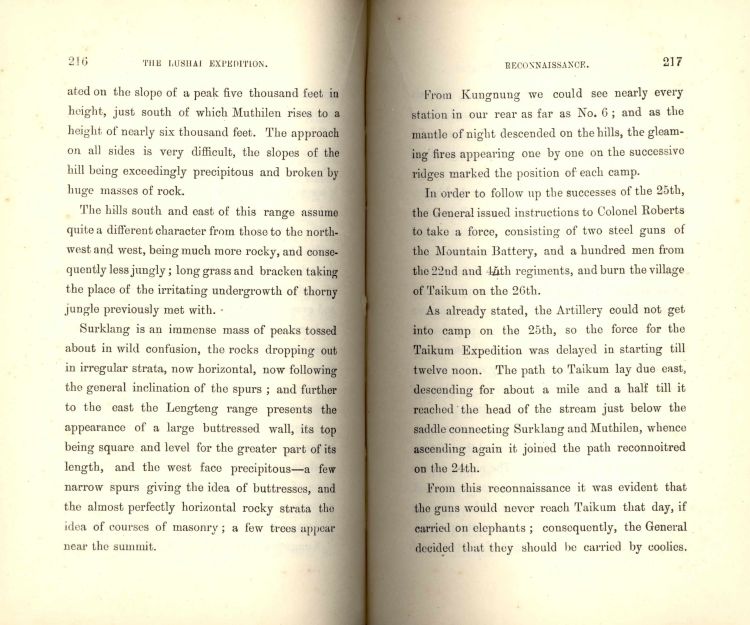 216
THE LUSHAI EXPEDITION.
ated on the slope of a peak five thousand feet in
height, just south of which Muthilen rises to a
height of nearly six thousand feet. The approach
on all sides is very difficult, the slopes of the
hill being exceedingly precipitous and broken by
huge masses of rock.
The hills south and east of this range assume
quite a different character from those to the north-
west and west, being much more rocky, and conse-
quently less jungly; long grass and bracken taking
the place of the irritating undergrowth of thorny
jungle previously met with.
Surklang is an immense mass of peaks tossed
about in wild confusion, the rocks dropping out
in irregular strata, now horizontal, now following
the general inclination of the spurs; and further
to the east the Lengteng range presents the
appearance of a large buttressed wall, its top
being square and level for the greater part of its
length, and the west face precipitous—a few
narrow spurs giving the idea of buttresses, and
the almost perfectly horizontal rocky strata the
idea of courses of masonry; a few trees appear
near the summit.
RECONNAISSANCE.
217
From Kungnung we could see nearly every
station in our rear as far as No. 6; and as the
mantle of night descended on the hills, the gleam-
ing fires appearing one by one on the successive
ridges marked the position of each camp.
In order to follow up the successes of the 25th,
the General issued instructions to Colonel Roberts
to take a force, consisting of two steel guns of
the Mountain Battery, and a hundred men from
the 22nd and 44th regiments, and burn the village
of Taikum on the 26th.
As already stated, the Artillery could not get
into camp on the 25th, so the force for the
Taikum Expedition was delayed in starting till
twelve noon. The path to Taikum lay due east,
descending for about a mile and a half till it
reached the head of the stream just below the
saddle connecting Surklang and Muthilen, whence
ascending again it joined the path reconnoitred
on the 24th.
From this reconnaissance it was evident that
the guns would never reach Taikum that day, if
carried on elephants; consequently, the General
decided that they should be carried by coolies.